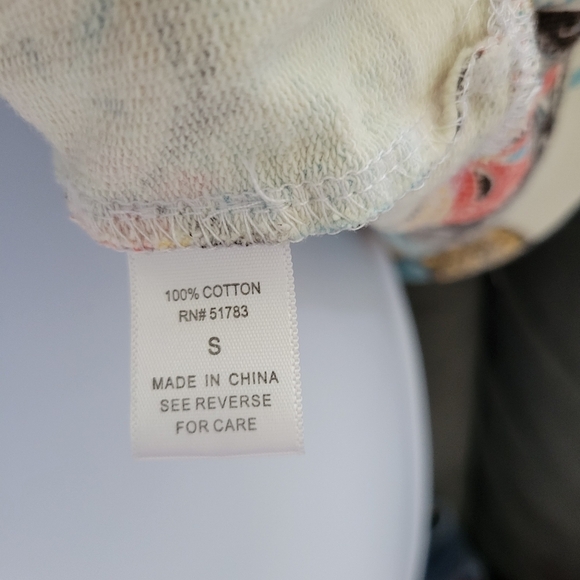 100% COTTON
RN# 51783
S
MADE IN CHINA
SEE REVERSE
FOR CARE